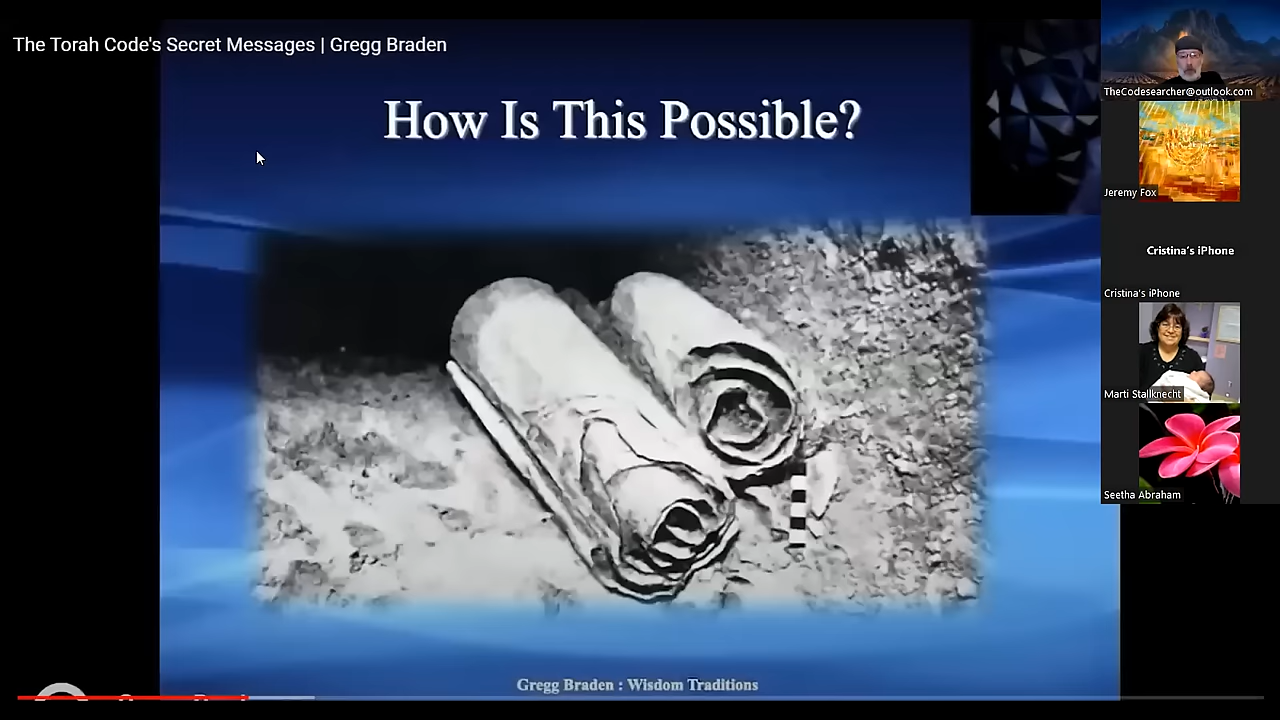 The Torah Code's Secret Messages | Gregg Braden
How Is This Possible?
Gregg Braden : Wisdom Traditions
TheCodesearcher@outlook.com
Jeremy Fox
Cristina's iPhone
Cristina's iPhone
Marti Stallknecht
Seetha Abraham